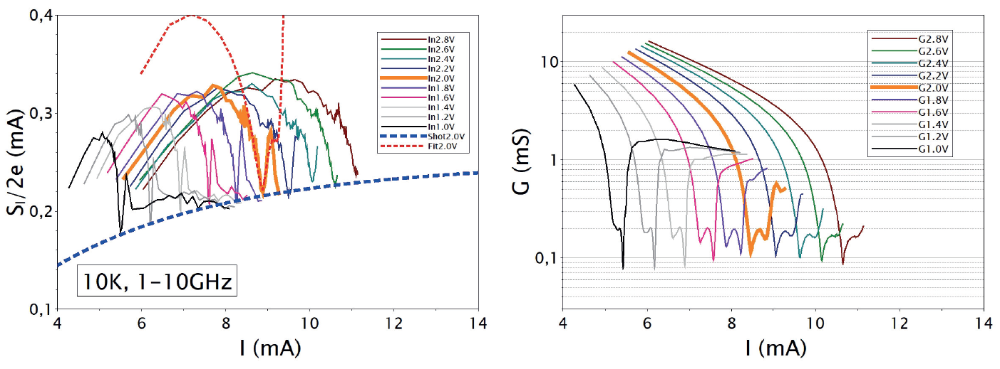 0,4
0,3
0,2
0,1
S_I/2e (mA)
In2.8V
In2.6V
In2.4V
In2.2V
In2.0V
In1.8V
In1.6V
In1.4V
In1.2V
In1.0V
Shot2.0V
Fit2.0V
10K, 1-10GHz
4 6 8 10 12 14
I (mA)
10
1
0,1
G (mS)
G2.8V
G2.6V
G2.4V
G2.2V
G2.0V
G1.8V
G1.6V
G1.4V
G1.2V
G1.0V
4 6 8 10 12 14
I (mA)